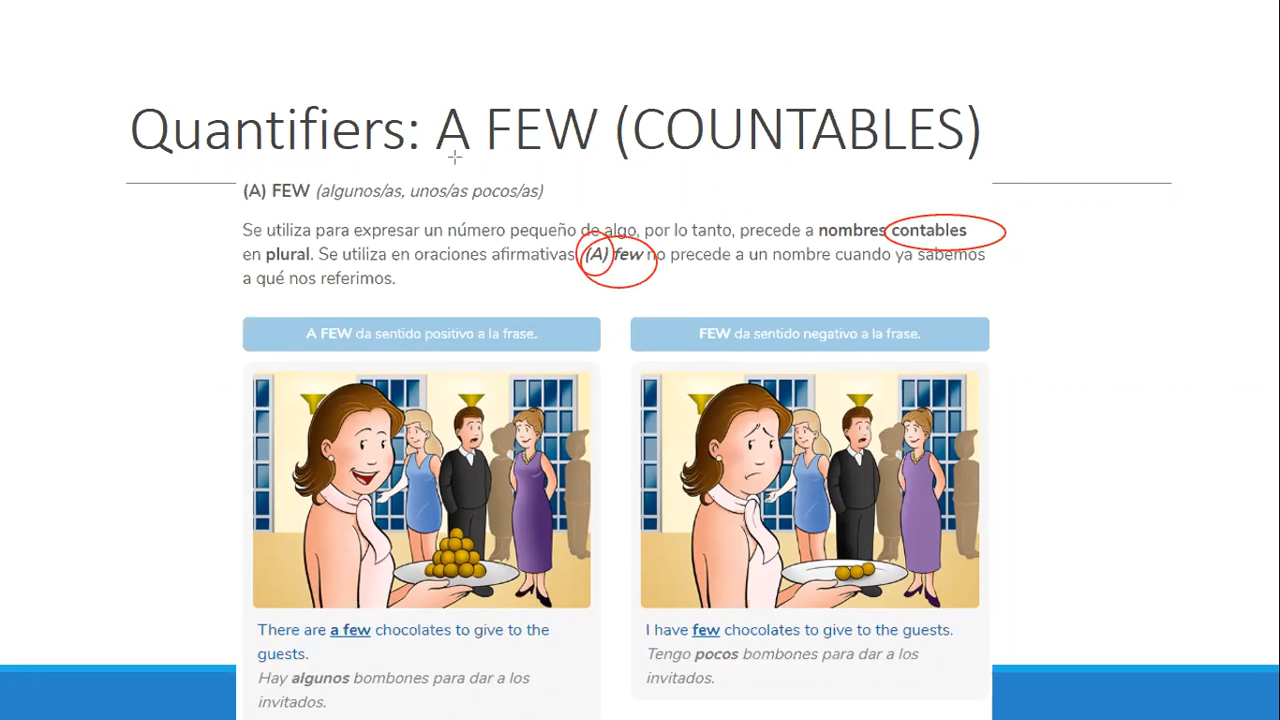 Quantifiers: A FEW (COUNTABLES)
(A) FEW (algunos/as, unos/as pocos/as)
Se utiliza para expresar un número pequeño de algo, por lo tanto, precede a nombres contables
en plural. Se utiliza en oraciones afirmativas. (A) few no precede a un nombre cuando ya sabemos
a qué nos referimos.
A FEW da sentido positivo a la frase.
FEW da sentido negativo a la frase.
There are a few chocolates to give to the
guests.
Hay algunos bombones para dar a los
invitados.
I have few chocolates to give to the guests.
Tengo pocos bombones para dar a los
invitados.